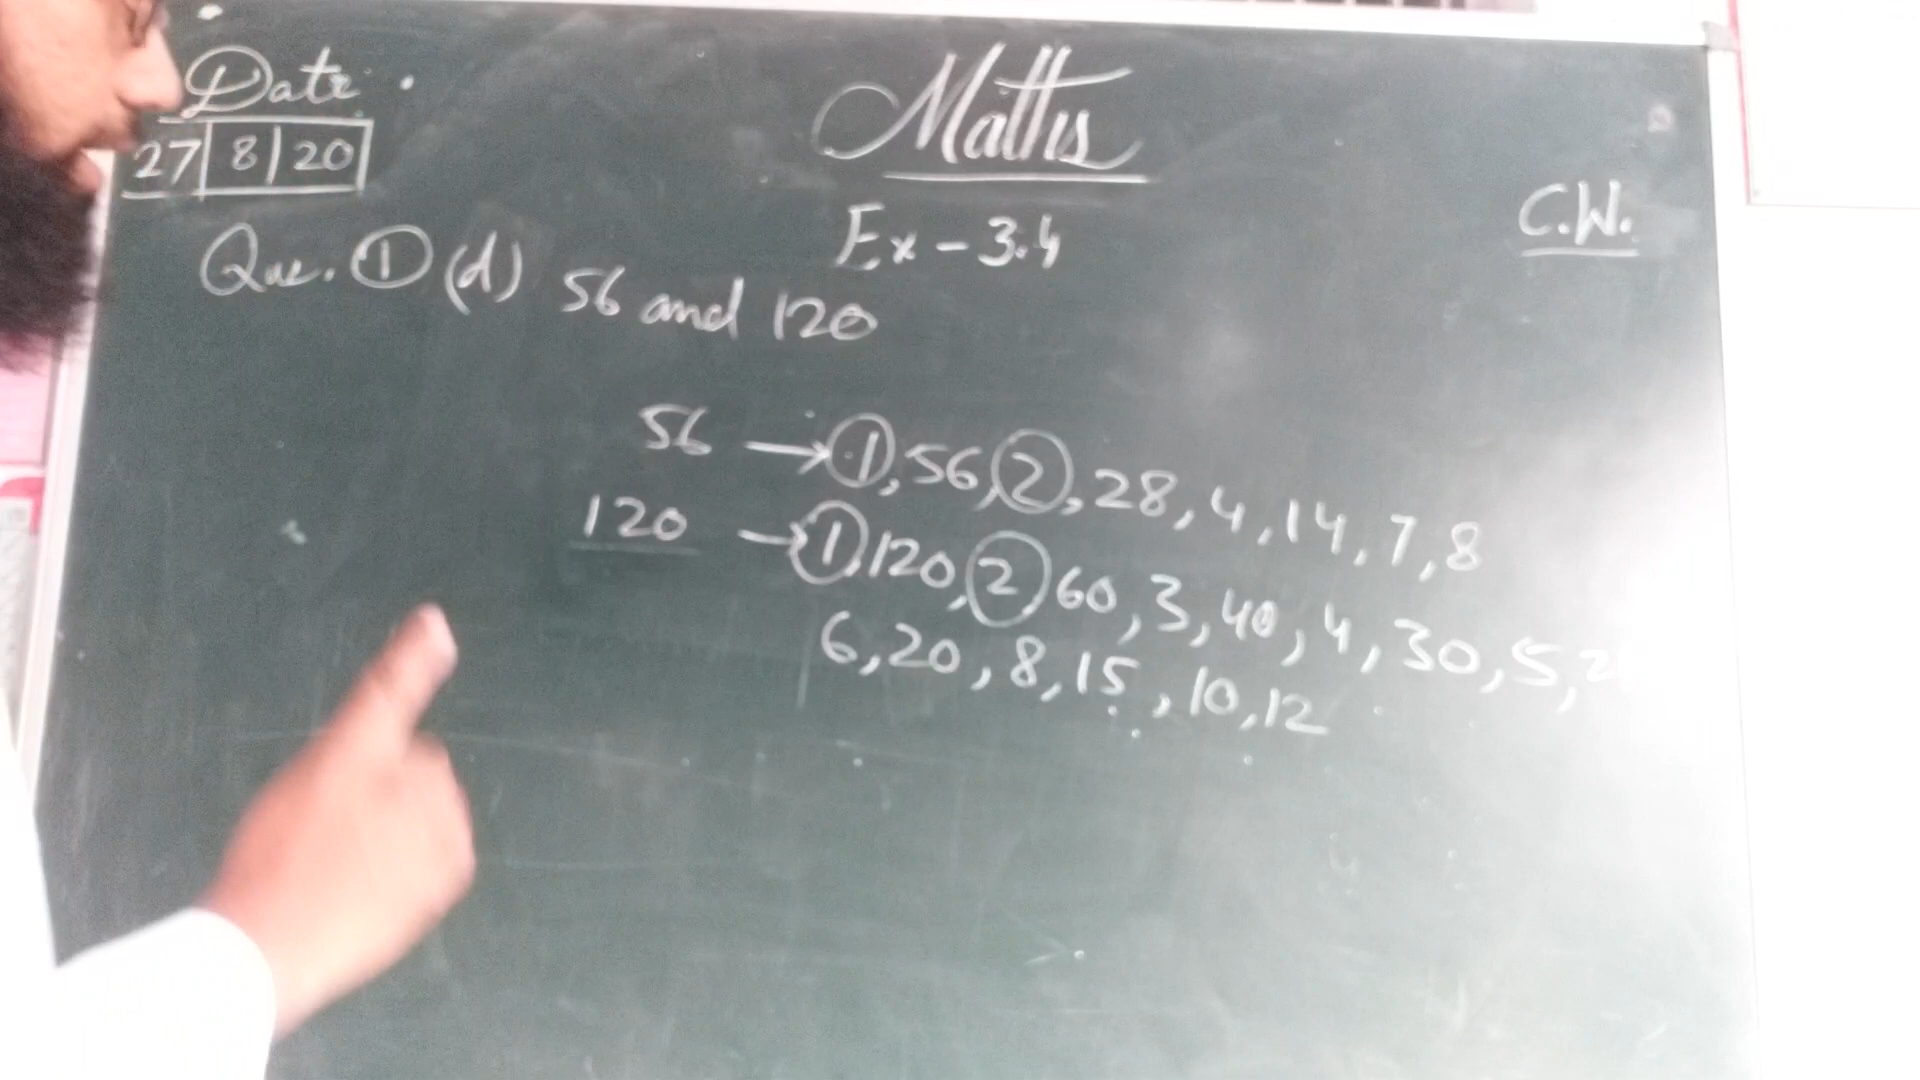 Date
27 8 20
Maths
C.W.
Ex-3.4
Que. 1 (d) 56 and 120
56 → 1, 56, 2, 28, 4, 14, 7, 8
120 → 1, 120, 2, 60, 3, 40, 4, 30, 5,
6, 20, 8, 15, 10, 12